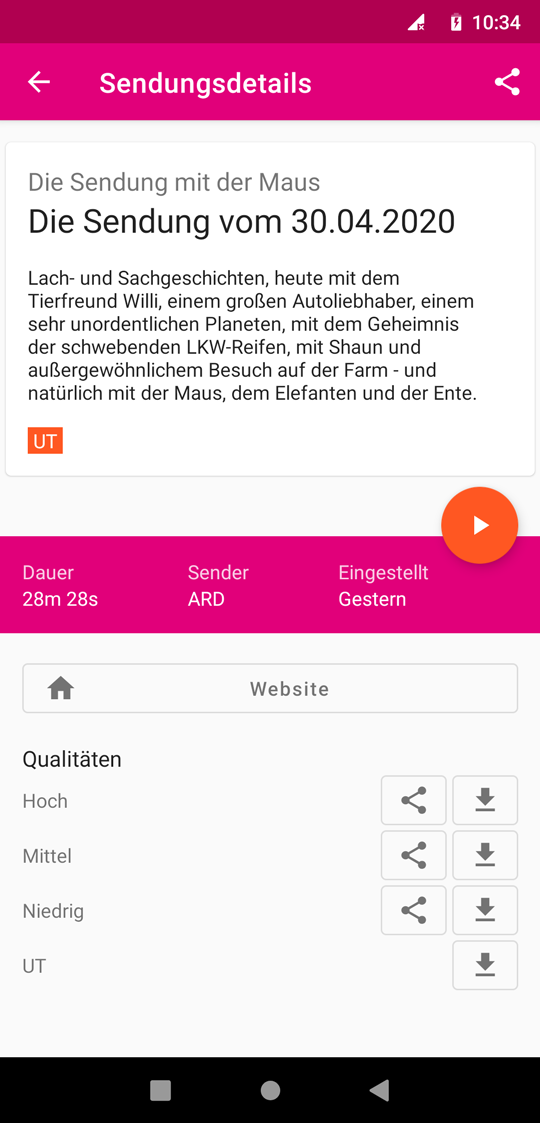 10:34
Sendungsdetails
Die Sendung mit der Maus
Die Sendung vom 30.04.2020
Lach- und Sachgeschichten, heute mit dem
Tierfreund Willi, einem großen Autoliebhaber, einem
sehr unordentlichen Planeten, mit dem Geheimnis
der schwebenden LKW-Reifen, mit Shaun und
außergewöhnlichem Besuch auf der Farm - und
natürlich mit der Maus, dem Elefanten und der Ente.
UT
Dauer Sender Eingestellt
28m 28s ARD Gestern
Website
Qualitäten
Hoch
Mittel
Niedrig
UT